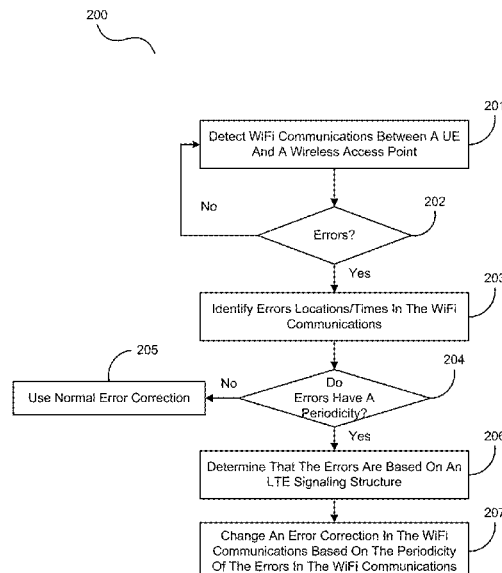 200
201
Detect WiFi Communications Between A UE
And A Wireless Access Point
No
202
Errors?
Yes
203
Identify Errors Locations/Times In The WiFi
Communications
205
204
No
Do
Errors Have A
Periodicity?
Use Normal Error Correction
Yes
206
Determine That The Errors Are Based On An
LTE Signaling Structure
207
Change An Error Correction In The WiFi
Communications Based On The Periodicity
Of The Errors In The WiFi Communications